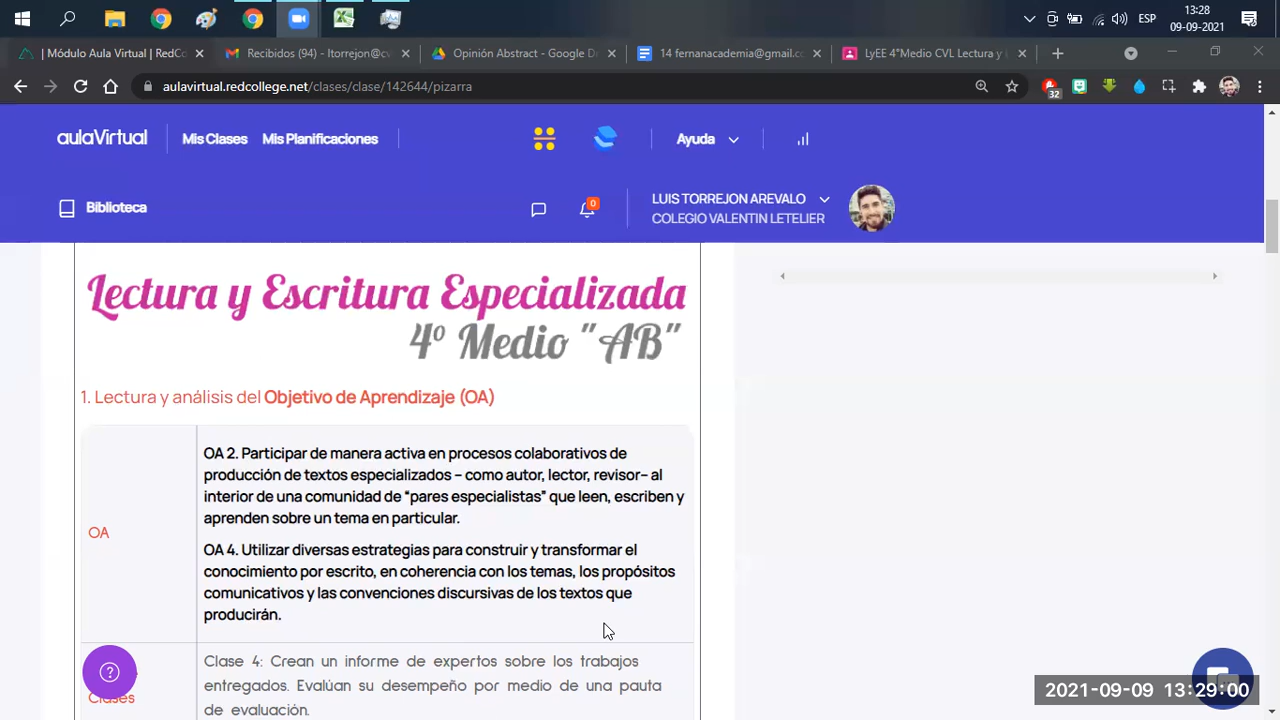 13:28
ESP
09-09-2021
| Módulo Aula Virtual | RedCo
Recibidos (94) - ltorrejon@cv
Opinión Abstract - Google D
14 fernanacademia@gmail.cc
LyEE 4°Medio CVL Lectura y
aulavirtual.redcollege.net/clases/clase/142644/pizarra
32
aulaVirtual
Mis Clases
Mis Planificaciones
Ayuda
Biblioteca
0
LUIS TORREJON AREVALO
COLEGIO VALENTIN LETELIER
Lectura y Escritura Especializada
4º Medio "AB"
1. Lectura y análisis del Objetivo de Aprendizaje (OA)
OA
OA 2. Participar de manera activa en procesos colaborativos de
producción de textos especializados – como autor, lector, revisor– al
interior de una comunidad de “pares especialistas” que leen, escriben y
aprenden sobre un tema en particular.
OA 4. Utilizar diversas estrategias para construir y transformar el
conocimiento por escrito, en coherencia con los temas, los propósitos
comunicativos y las convenciones discursivas de los textos que
producirán.
Clases
Clase 4: Crean un informe de expertos sobre los trabajos
entregados. Evalúan su desempeño por medio de una pauta
de evaluación.
2021-09-09 13:29:00